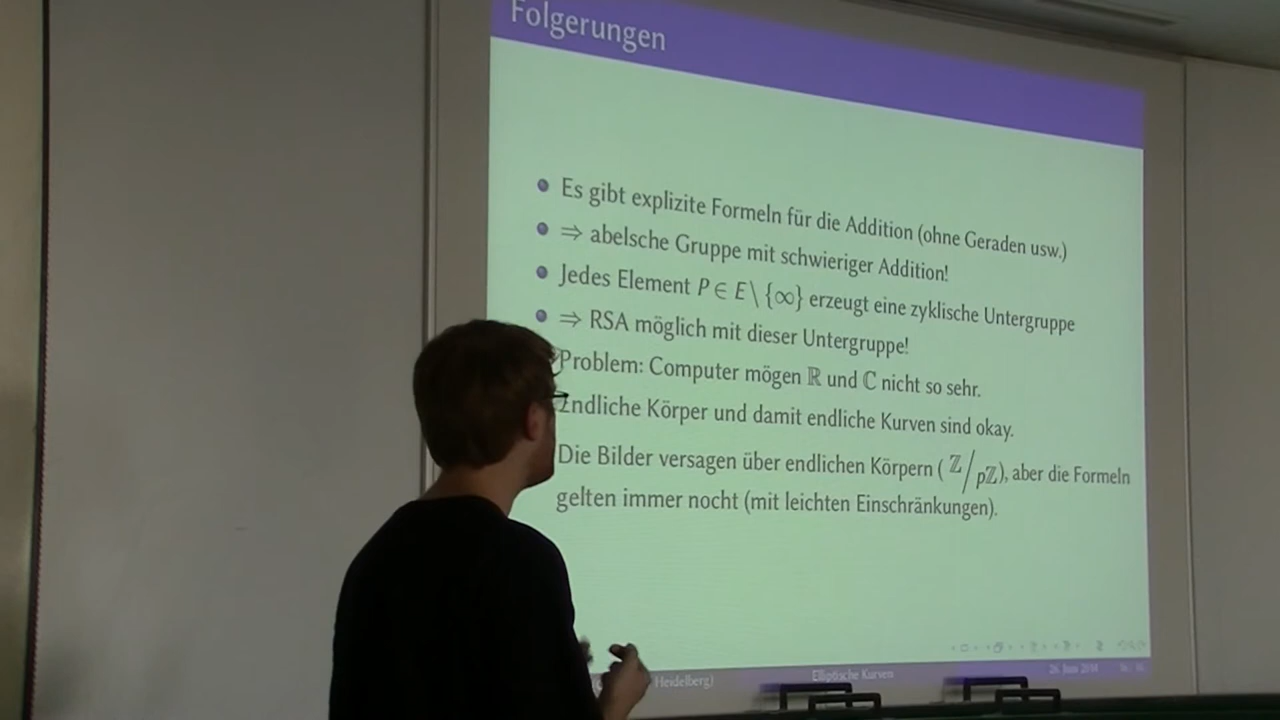 Folgerungen
Es gibt explizite Formeln für die Addition (ohne Geraden usw.)
⇒ abelsche Gruppe mit schwieriger Addition!
Jedes Element P ∈ E \ {∞} erzeugt eine zyklische Untergruppe
⇒ RSA möglich mit dieser Untergruppe!
Problem: Computer mögen ℝ und ℂ nicht so sehr.
Endliche Körper und damit endliche Kurven sind okay.
Die Bilder versagen über endlichen Körpern (ℤ/pℤ), aber die Formeln
gelten immer nocht (mit leichten Einschränkungen).
Heidelberg) Elliptische Kurven 26. Juni 2014